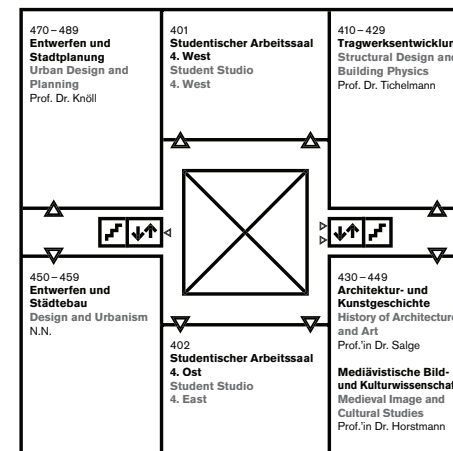 470–489
Entwerfen und
Stadtplanung
Urban Design and
Planning
Prof. Dr. Knöll
401
Studentischer Arbeitssaal
4. West
Student Studio
4. West
410–429
Tragwerksentwicklun
Structural Design and
Building Physics
Prof. Dr. Tichelmann
450–459
Entwerfen und
Städtebau
Design and Urbanism
N.N.
402
Studentischer Arbeitssaal
4. Ost
Student Studio
4. East
430–449
Architektur- und
Kunstgeschichte
History of Architecture
and Art
Prof.'in Dr. Salge
Mediävistische Bild-
und Kulturwissenschaf
Medieval Image and
Cultural Studies
Prof.'in Dr. Horstmann